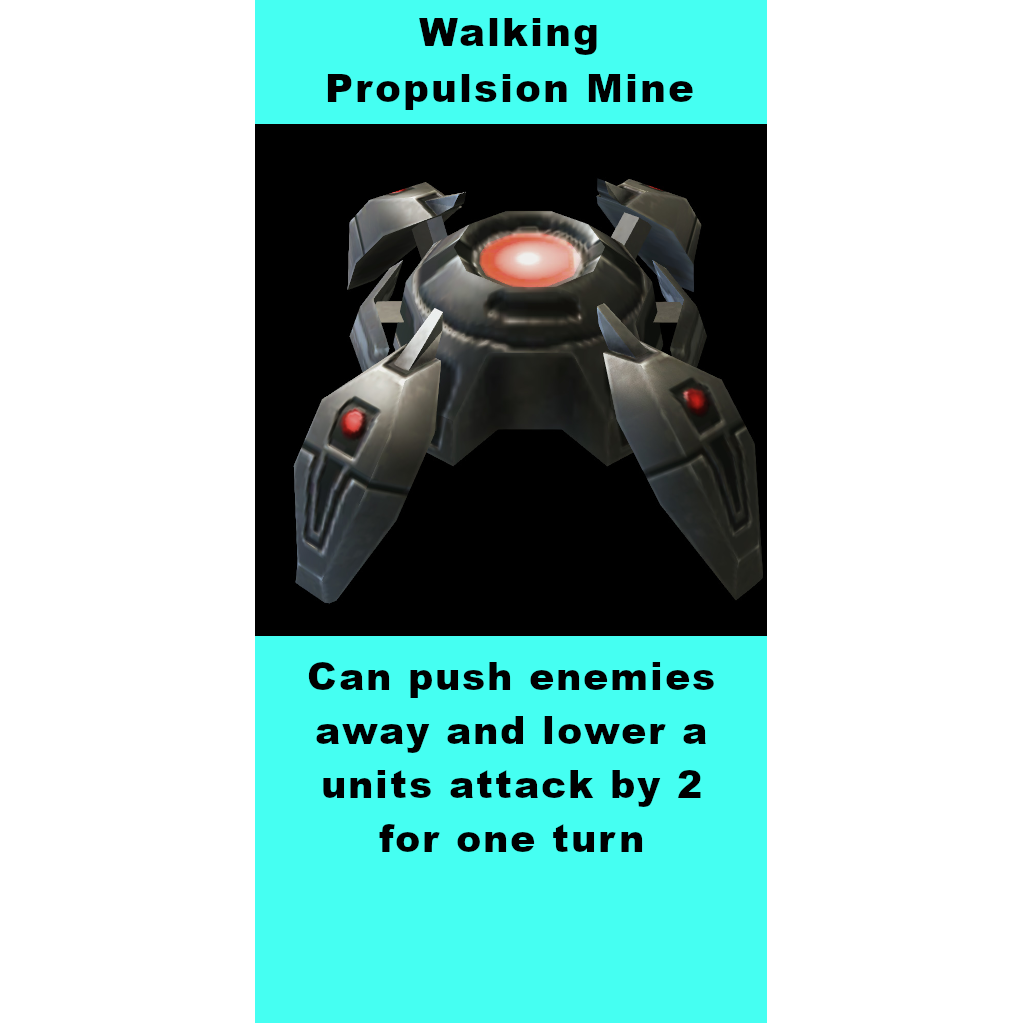 Walking
Propulsion Mine
Can push enemies
away and lower a
units attack by 2
for one turn